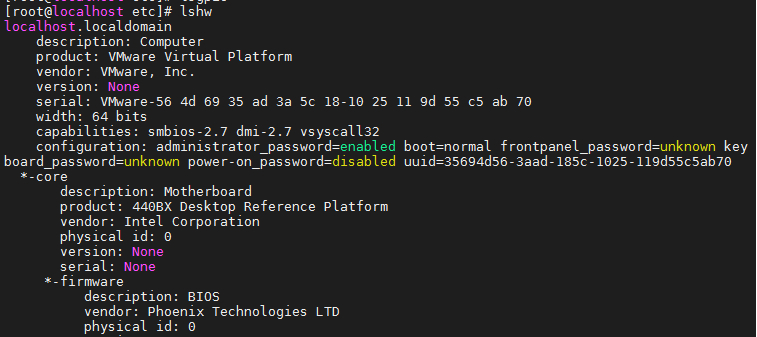 [root@localhost etc]# lshw
localhost.localdomain
description: Computer
product: VMware Virtual Platform
vendor: VMware, Inc.
version: None
serial: VMware-56 4d 69 35 ad 3a 5c 18-10 25 11 9d 55 c5 ab 70
width: 64 bits
capabilities: smbios-2.7 dmi-2.7 vsyscall32
configuration: administrator_password=enabled boot=normal frontpanel_password=unknown key
board_password=unknown power-on_password=disabled uuid=35694d56-3aad-185c-1025-119d55c5ab70
*-core
description: Motherboard
product: 440BX Desktop Reference Platform
vendor: Intel Corporation
physical id: 0
version: None
serial: None
*-firmware
description: BIOS
vendor: Phoenix Technologies LTD
physical id: 0